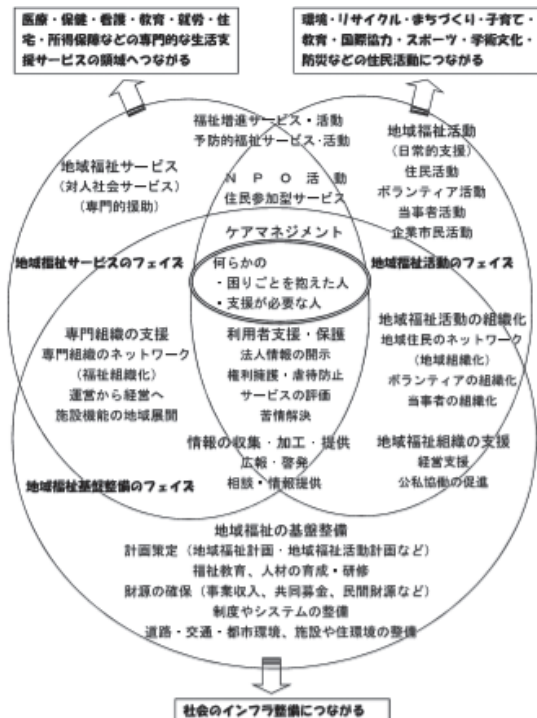 医療・保健・看護・教育・就労・住
宅・所得保障などの専門的な生活支
援サービスの領域へつながる
環境・リサイクル・まちづくり・子育て・
教育・国際協力・スポーツ・学術文化・
防災などの住民活動につながる
福祉増進サービス・活動
予防的福祉サービス・活動
地域福祉サービス
（対人社会サービス）
（専門的援助）
NPO活動
住民参加型サービス
ケアマネジメント
地域福祉活動
（日常的支援）
住民活動
ボランティア活動
当事者活動
企業市民活動
地域福祉サービスのフェイズ
何らかの
・困りごとを抱えた人
・支援が必要な人
地域福祉活動のフェイズ
専門組織の支援
専門組織のネットワーク
（福祉組織化）
運営から経営へ
施設機能の地域展開
利用者支援・保護
法人情報の開示
権利擁護・虐待防止
サービスの評価
苦情解決
地域福祉活動の組織化
地域住民のネットワーク
（地域組織化）
ボランティアの組織化
当事者の組織化
情報の収集・加工・提供
広報・啓発
相談・情報提供
地域福祉組織の支援
経営支援
公私協働の促進
地域福祉基盤整備のフェイズ
地域福祉の基盤整備
計画策定（地域福祉計画・地域福祉活動計画など）
福祉教育、人材の育成・研修
財源の確保（事業収入、共同募金、民間財源など）
制度やシステムの整備
道路・交通・都市環境、施設や住環境の整備
社会のインフラ整備につながる